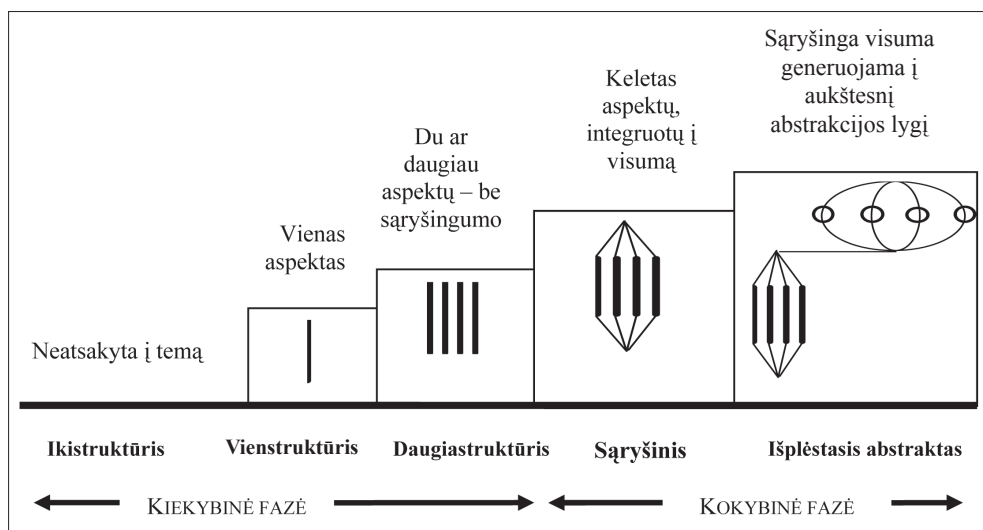 Neatsakyta į temą
Vienas
aspektas
Du ar
daugiau
aspektų – be
sąryšingumo
Keletas
aspektų,
integruotų į
visumą
Sąryšinga visuma
generuojama į
aukštesnį
abstrakcijos lygį
Ikistruktūris
Vienstruktūris
Daugiastruktūris
Sąryšinis
Išplėstasis abstraktas
KIEKYBINĖ FAZĖ
KOKYBINĖ FAZĖ